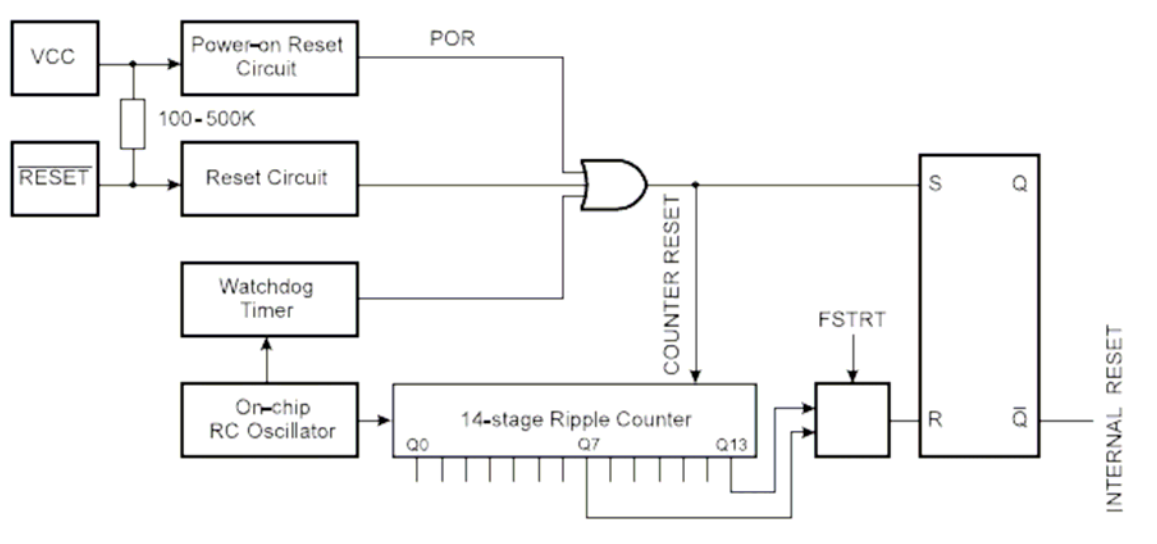 VCC
Power-on Reset
Circuit
POR
100-500K
RESET
Reset Circuit
Watchdog
Timer
On-chip
RC Oscillator
COUNTER RESET
14-stage Ripple Counter
Q0
Q7
Q13
FSTRT
S
Q
R
Q̅
INTERNAL RESET